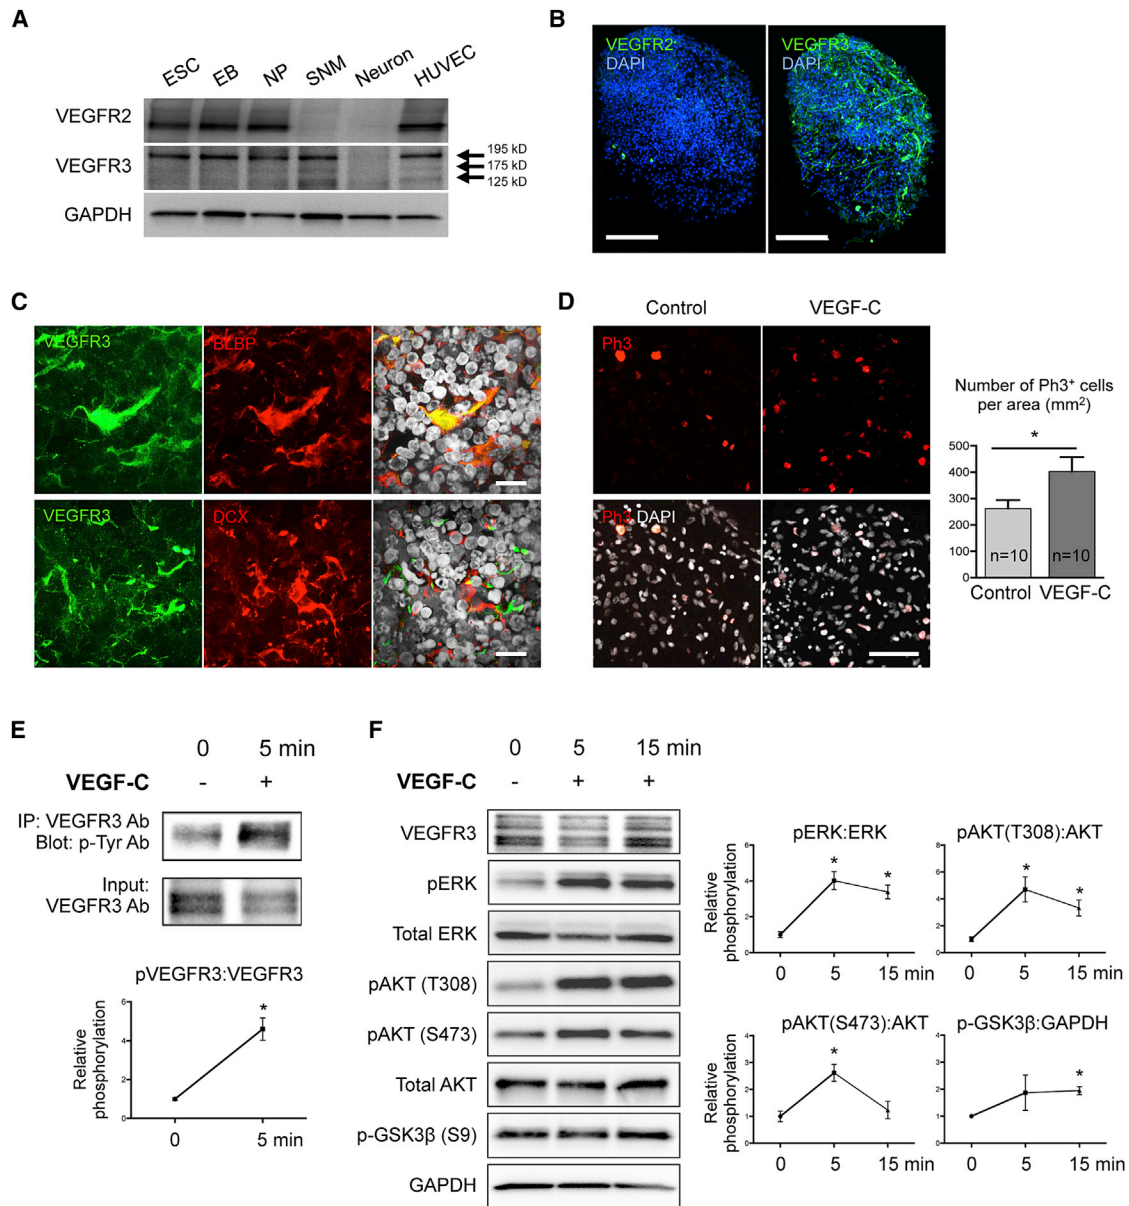 A
ESC EB NP SNM Neuron HUVEC
VEGFR2
VEGFR3
195 kD
175 kD
125 kD
GAPDH
B
VEGFR2
DAPI
VEGFR3
DAPI
C
VEGFR3
BLBP
VEGFR3
DCX
D
Control VEGF-C
Ph3
Ph3 DAPI
Number of Ph3+ cells
per area (mm2)
*
500
400
300
200
100
0
n=10 n=10
Control VEGF-C
E
0 5 min
VEGF-C - +
IP: VEGFR3 Ab
Blot: p-Tyr Ab
Input:
VEGFR3 Ab
pVEGFR3:VEGFR3
Relative
phosphorylation
6
4
2
0
*
0 5 min
F
0 5 15 min
VEGF-C - + +
VEGFR3
pERK
Total ERK
pAKT (T308)
pAKT (S473)
Total AKT
p-GSK3β (S9)
GAPDH
pERK:ERK
Relative
phosphorylation
6
4
2
0
* *
0 5 15 min
pAKT(T308):AKT
8
6
4
2
0
* *
0 5 15 min
pAKT(S473):AKT
Relative
phosphorylation
4
3
2
1
0
*
0 5 15 min
p-GSK3β:GAPDH
4
3
2
1
0
*
0 5 15 min